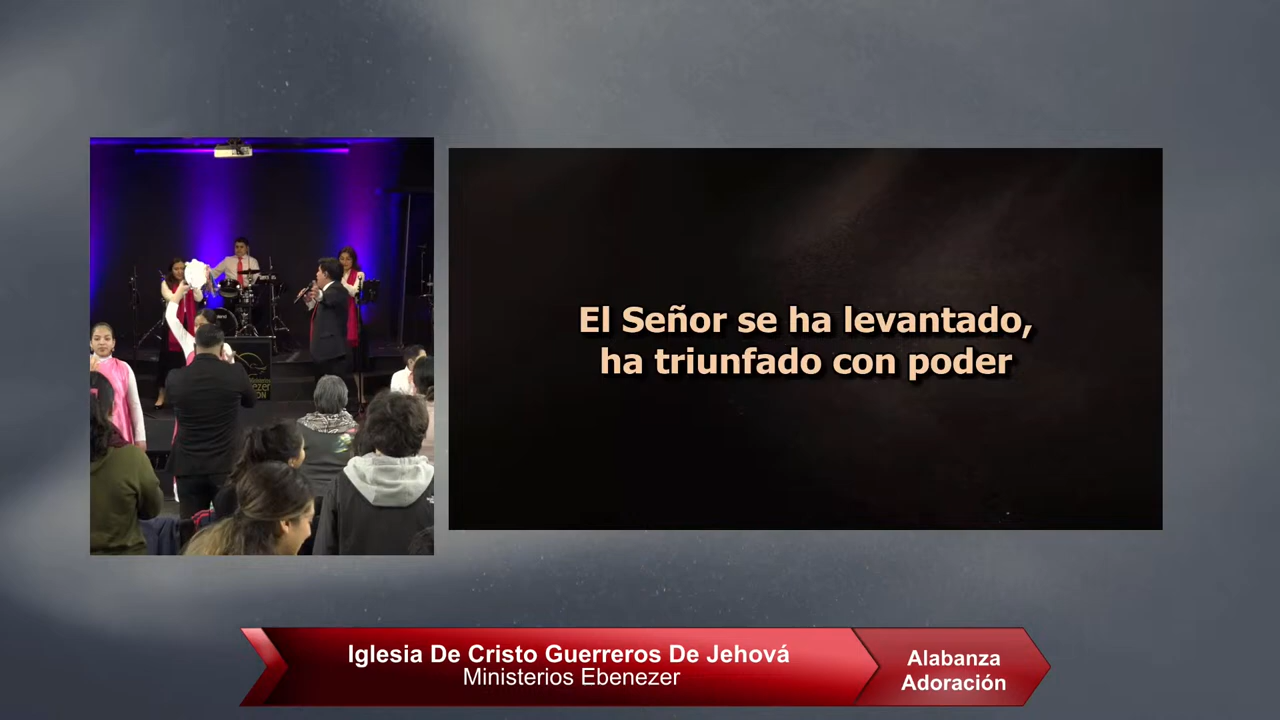 El Señor se ha levantado,
ha triunfado con poder
Iglesia De Cristo Guerreros De Jehová
Ministerios Ebenezer
Alabanza
Adoración